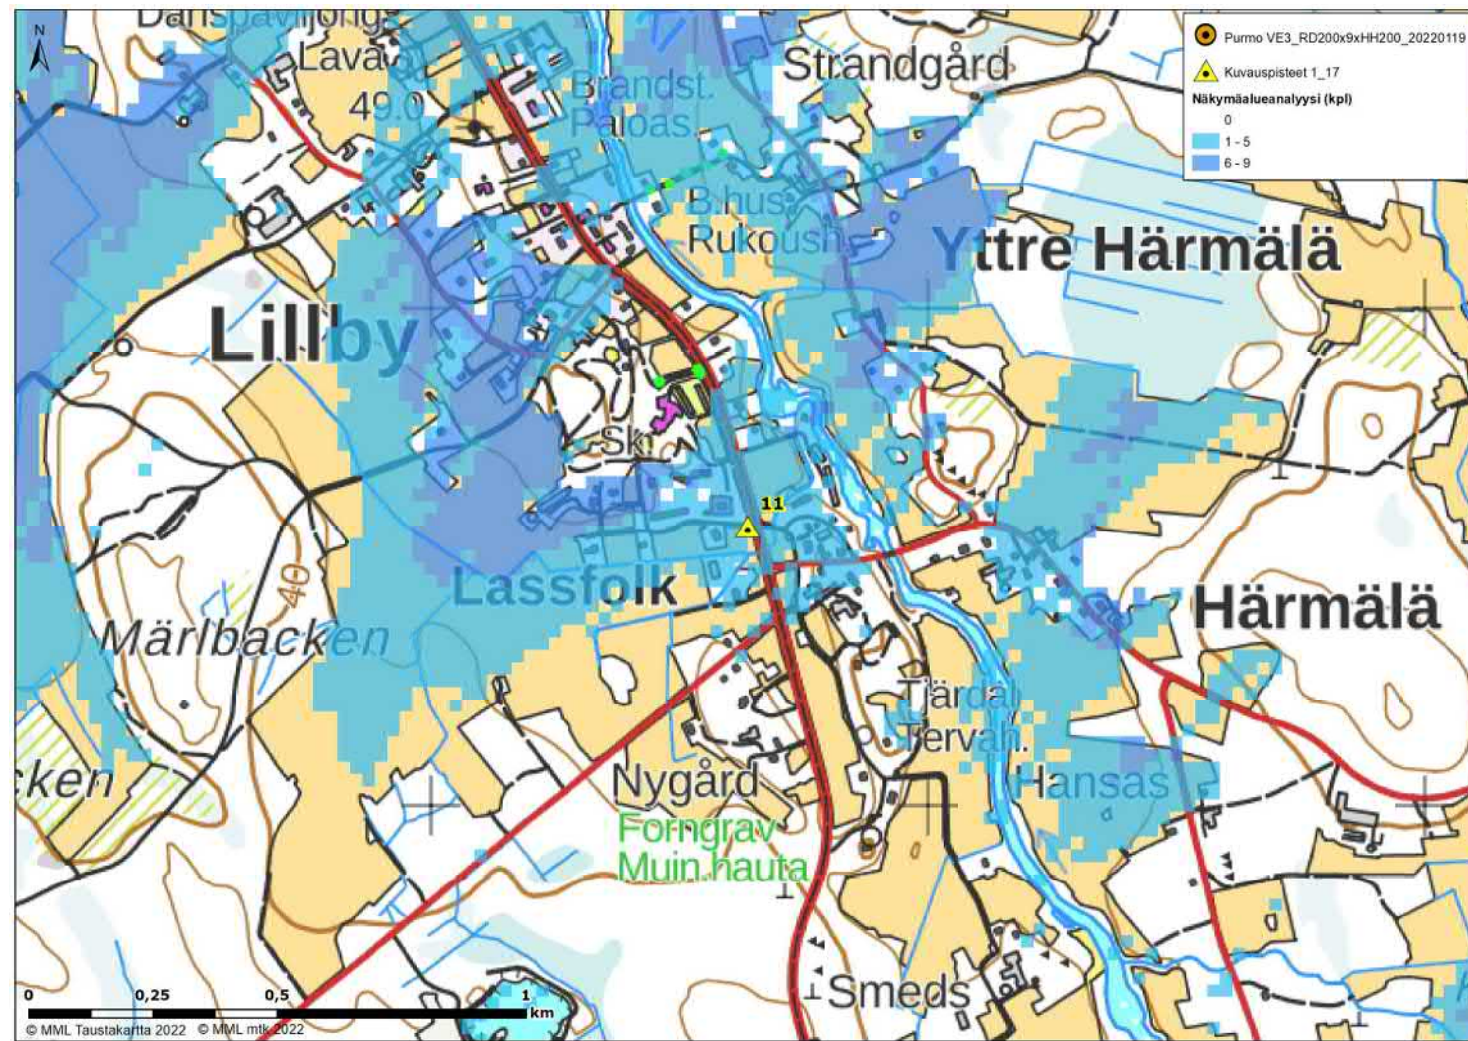 N
Danspaviljong
Lava
49.0
Brandst.
Paloas.
Strandgård
Purmo VE3_RD200x9xHH200_20220119
Kuvauspisteet 1_17
Näkymäalueanalyysi (kpl)
0
1 - 5
6 - 9
B.hus
Rukoush.
Yttre Härmälä
Lillby
Sk.
11
Lassfolk
40
Märlbacken
Härmälä
Tjärdal
Tervah.
cken
Nygård
Hansas
Forngrav
Muin.hauta
Smeds
0 0,25 0,5 1
km
© MML Taustakartta 2022 © MML mtk 2022